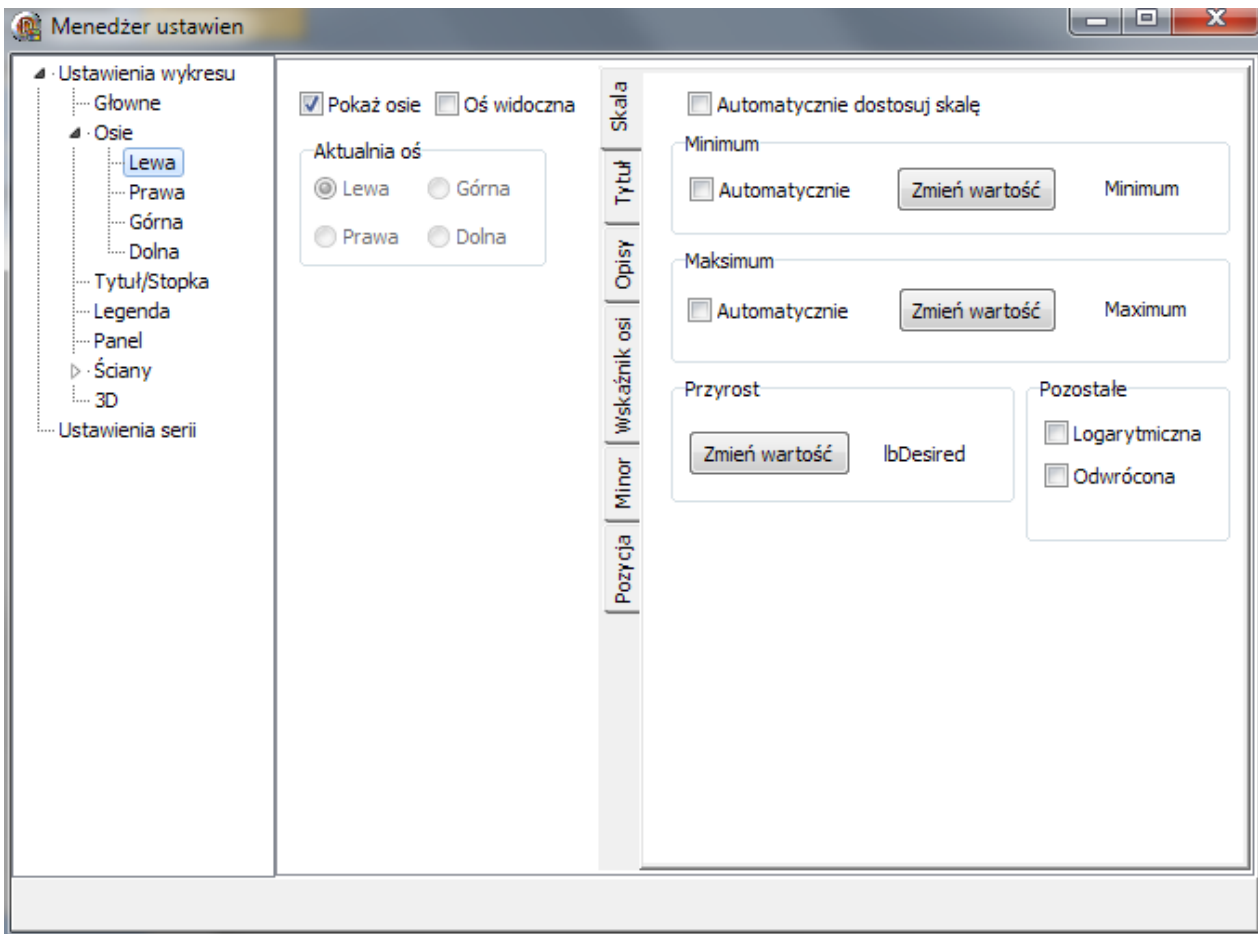 Menedżer ustawien
Ustawienia wykresu
Głowne
Osie
Lewa
Prawa
Górna
Dolna
Tytuł/Stopka
Legenda
Panel
Ściany
3D
Ustawienia serii
Pokaż osie Oś widoczna
Aktualnia oś
Lewa Górna
Prawa Dolna
Skala
Tytuł
Opisy
Wskaźnik osi
Minor
Pozycja
Automatycznie dostosuj skalę
Minimum
Automatycznie Zmień wartość Minimum
Maksimum
Automatycznie Zmień wartość Maximum
Przyrost
Zmień wartość lbDesired
Pozostałe
Logarytmiczna
Odwrócona